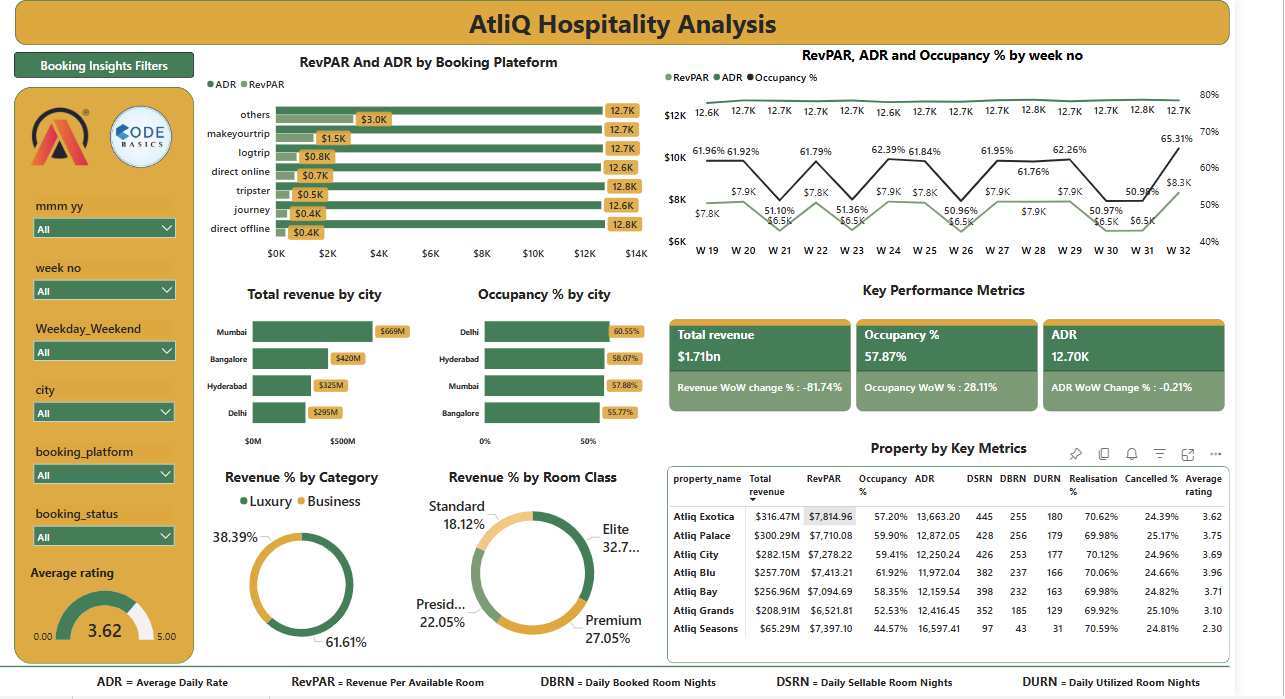 AtliQ Hospitality Analysis
Booking Insights Filters
®
CODE
BASICS
mmm yy
All
week no
All
Weekday_Weekend
All
city
All
booking_platform
All
booking_status
All
Average rating
3.62
0.00
5.00
RevPAR And ADR by Booking Plateform
ADR RevPAR
others 12.7K
$3.0K
makeyourtrip 12.7K
$1.5K
logtrip 12.7K
$0.8K
direct online 12.6K
$0.7K
tripster 12.8K
$0.5K
journey 12.6K
$0.4K
direct offline 12.8K
$0.4K
$0K $2K $4K $6K $8K $10K $12K $14K
RevPAR, ADR and Occupancy % by week no
RevPAR ADR Occupancy %
80%
$12K 12.6K 12.7K 12.7K 12.7K 12.7K 12.6K 12.7K 12.7K 12.7K 12.8K 12.7K 12.7K 12.8K 12.7K
70%
65.31%
$10K 61.96% 61.92% 61.79% 62.39% 61.84% 61.95% 61.76% 62.26%
60%
$7.8K $7.9K $7.8K $7.9K $7.8K $7.9K $7.9K $7.9K $8.3K
$8K 51.10% 51.36% 50.96% 50.97% 50.98% 50%
$6.5K $6.5K $6.5K $6.5K $6.5K
$6K 40%
W 19 W 20 W 21 W 22 W 23 W 24 W 25 W 26 W 27 W 28 W 29 W 30 W 31 W 32
Total revenue by city
Mumbai $669M
Bangalore $420M
Hyderabad $325M
Delhi $295M
$0M $500M
Occupancy % by city
Delhi 60.55%
Hyderabad 58.07%
Mumbai 57.88%
Bangalore 55.77%
0% 50%
Key Performance Metrics
Total revenue
$1.71bn
Revenue WoW change % : -81.74%
Occupancy %
57.87%
Occupancy WoW % : 28.11%
ADR
12.70K
ADR WoW Change % : -0.21%
Revenue % by Category
Luxury Business
38.39%
61.61%
Revenue % by Room Class
Standard
18.12%
Elite
32.7...
Presid...
22.05%
Premium
27.05%
Property by Key Metrics
property_name Total revenue RevPAR Occupancy % ADR DSRN DBRN DURN Realisation % Cancelled % Average rating
Atliq Exotica $316.47M $7,814.96 57.20% 13,663.20 445 255 180 70.62% 24.39% 3.62
Atliq Palace $300.29M $7,710.08 59.90% 12,872.05 428 256 179 69.98% 25.17% 3.75
Atliq City $282.15M $7,278.22 59.41% 12,250.24 426 253 177 70.12% 24.96% 3.69
Atliq Blu $257.70M $7,413.21 61.92% 11,972.04 382 237 166 70.06% 24.66% 3.96
Atliq Bay $256.96M $7,094.69 58.35% 12,159.54 398 232 163 69.98% 24.82% 3.71
Atliq Grands $208.91M $6,521.81 52.53% 12,416.45 352 185 129 69.92% 25.10% 3.10
Atliq Seasons $65.29M $7,397.10 44.57% 16,597.41 97 43 31 70.59% 24.81% 2.30
ADR = Average Daily Rate RevPAR = Revenue Per Available Room DBRN = Daily Booked Room Nights DSRN = Daily Sellable Room Nights DURN = Daily Utilized Room Nights